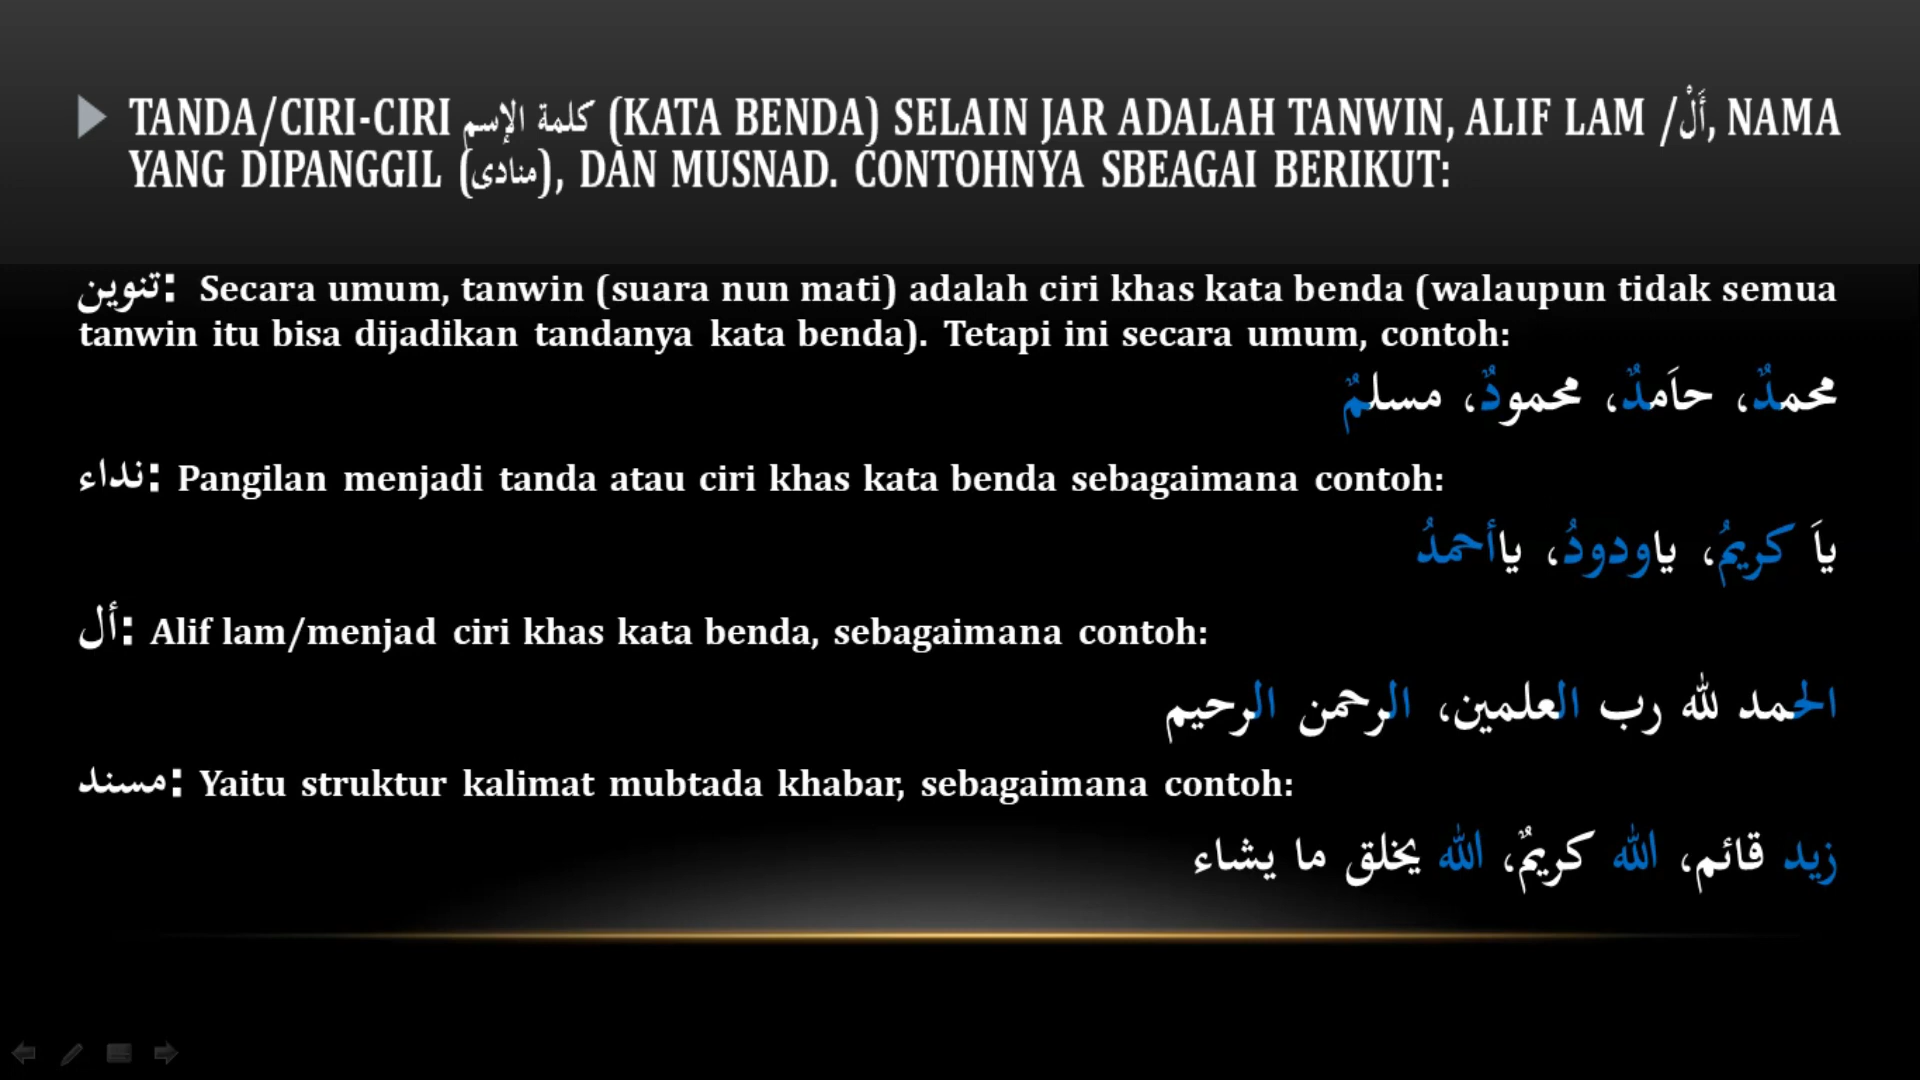 TANDA/CIRI-CIRI كلمة الإسم (KATA BENDA) SELAIN JAR ADALAH TANWIN, ALIF LAM /أَلْ, NAMA
YANG DIPANGGIL (منادى), DAN MUSNAD. CONTOHNYA SBEAGAI BERIKUT:
تنوين: Secara umum, tanwin (suara nun mati) adalah ciri khas kata benda (walaupun tidak semua
tanwin itu bisa dijadikan tandanya kata benda). Tetapi ini secara umum, contoh:
محمدٌ، حاَمدٌ، محمودٌ، مسلمٌ
نداء: Pangilan menjadi tanda atau ciri khas kata benda sebagaimana contoh:
ياَ كريمُ، ياودودُ، ياأحمدُ
أل: Alif lam/menjad ciri khas kata benda, sebagaimana contoh:
الحمد لله رب العلمين، الرحمن الرحيم
مسند: Yaitu struktur kalimat mubtada khabar, sebagaimana contoh:
زيد قائم، الله كريمٌ، الله يخلق ما يشاء